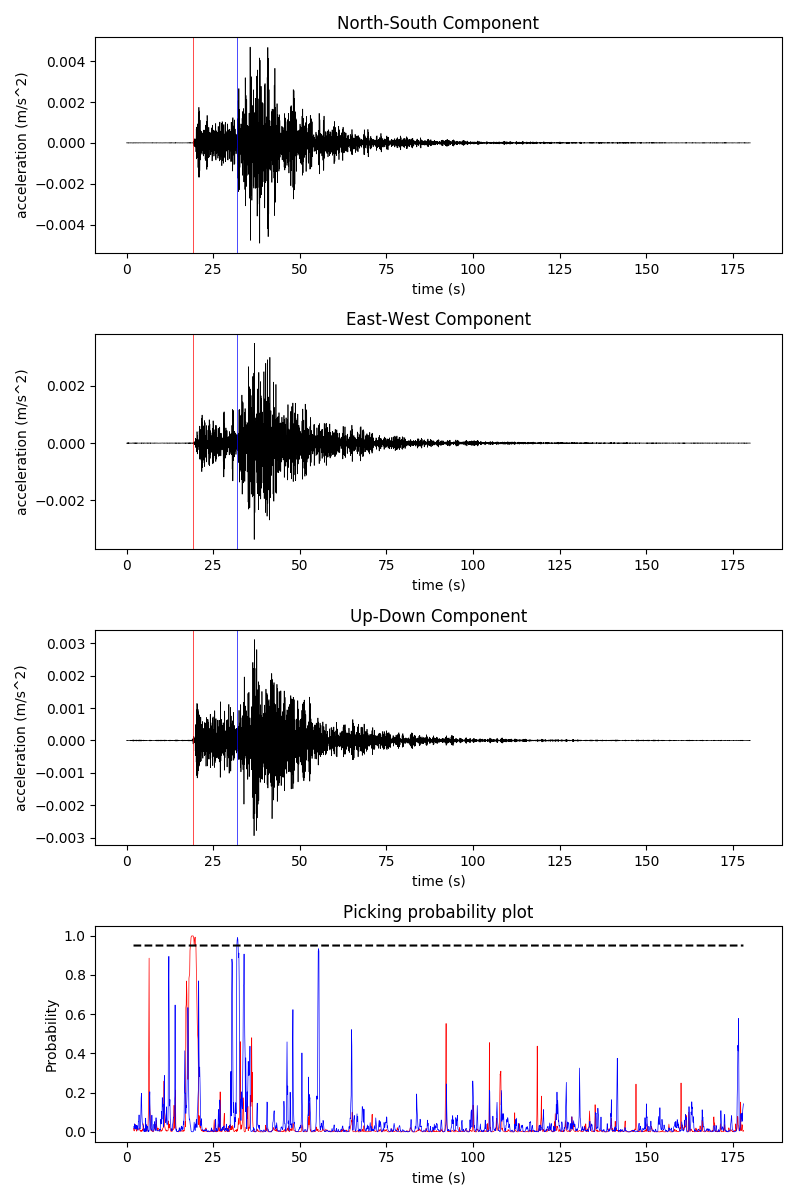 North-South Component
acceleration (m/s^2)
0.004
0.002
0.000
−0.002
−0.004
0 25 50 75 100 125 150 175
time (s)
East-West Component
acceleration (m/s^2)
0.002
0.000
−0.002
0 25 50 75 100 125 150 175
time (s)
Up-Down Component
acceleration (m/s^2)
0.003
0.002
0.001
0.000
−0.001
−0.002
−0.003
0 25 50 75 100 125 150 175
time (s)
Picking probability plot
Probability
1.0
0.8
0.6
0.4
0.2
0.0
0 25 50 75 100 125 150 175
time (s)